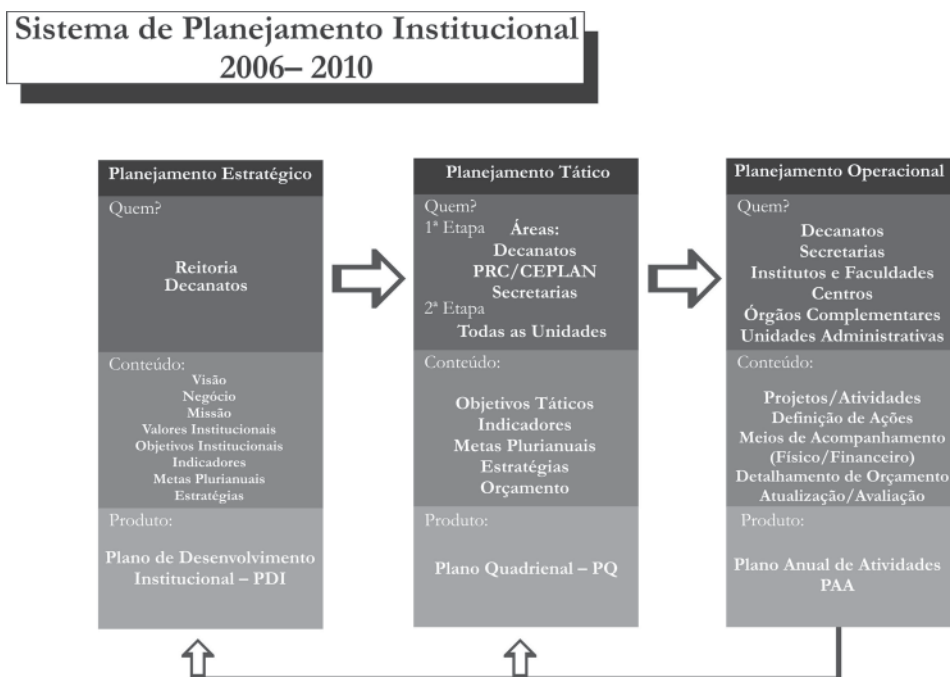 Sistema de Planejamento Institucional
2006– 2010
Planejamento Estratégico
Quem?
Reitoria
Decanatos
Conteúdo:
Visão
Negócio
Missão
Valores Institucionais
Objetivos Institucionais
Indicadores
Metas Plurianuais
Estratégias
Produto:
Plano de Desenvolvimento
Institucional – PDI
Planejamento Tático
Quem?
1ª Etapa Áreas:
Decanatos
PRC/CEPLAN
Secretarias
2ª Etapa
Todas as Unidades
Conteúdo:
Objetivos Táticos
Indicadores
Metas Plurianuais
Estratégias
Orçamento
Produto:
Plano Quadrienal – PQ
Planejamento Operacional
Quem?
Decanatos
Secretarias
Institutos e Faculdades
Centros
Órgãos Complementares
Unidades Administrativas
Conteúdo:
Projetos/Atividades
Definição de Ações
Meios de Acompanhamento
(Físico/Financeiro)
Detalhamento de Orçamento
Atualização/Avaliação
Produto:
Plano Anual de Atividades
PAA